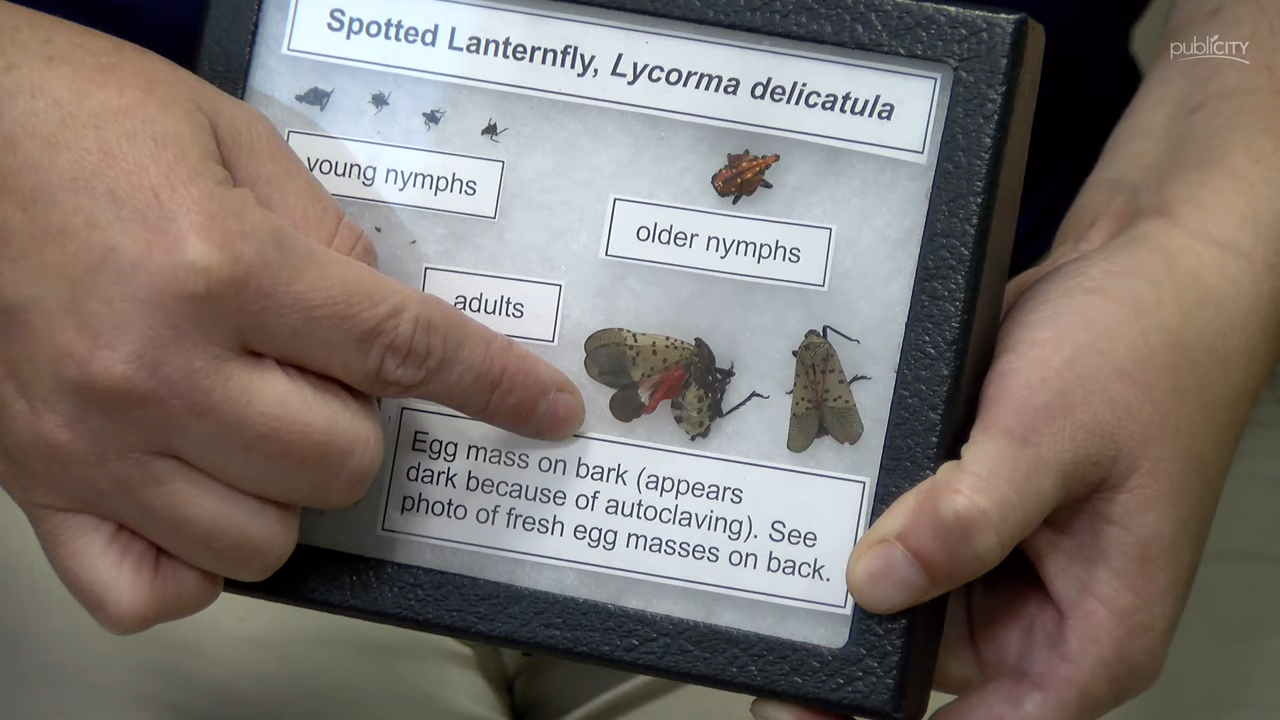 Spotted Lanternfly, Lycorma delicatula
young nymphs
older nymphs
adults
Egg mass on bark (appears
dark because of autoclaving). See
photo of fresh egg masses on back.
publiCITY